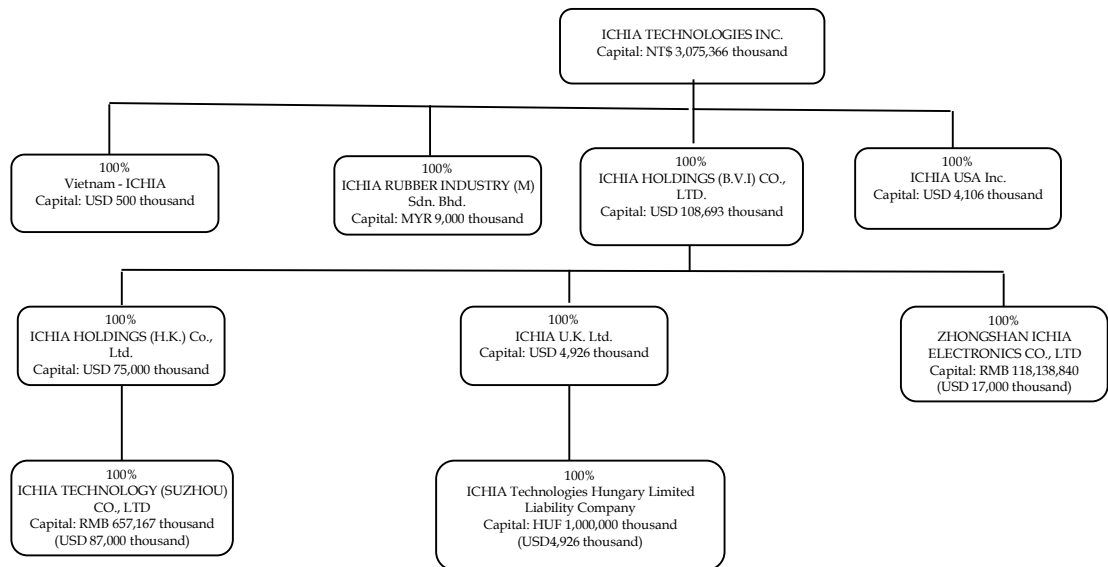 ICHIA TECHNOLOGIES INC.
Capital: NT$ 3,075,366 thousand
100%
Vietnam - ICHIA
Capital: USD 500 thousand
100%
ICHIA RUBBER INDUSTRY (M)
Sdn. Bhd.
Capital: MYR 9,000 thousand
100%
ICHIA HOLDINGS (B.V.I) CO.,
LTD.
Capital: USD 108,693 thousand
100%
ICHIA USA Inc.
Capital: USD 4,106 thousand
100%
ICHIA HOLDINGS (H.K.) Co.,
Ltd.
Capital: USD 75,000 thousand
100%
ICHIA U.K. Ltd.
Capital: USD 4,926 thousand
100%
ZHONGSHAN ICHIA
ELECTRONICS CO., LTD
Capital: RMB 118,138,840
(USD 17,000 thousand)
100%
ICHIA TECHNOLOGY (SUZHOU)
CO., LTD
Capital: RMB 657,167 thousand
(USD 87,000 thousand)
100%
ICHIA Technologies Hungary Limited
Liability Company
Capital: HUF 1,000,000 thousand
(USD4,926 thousand)